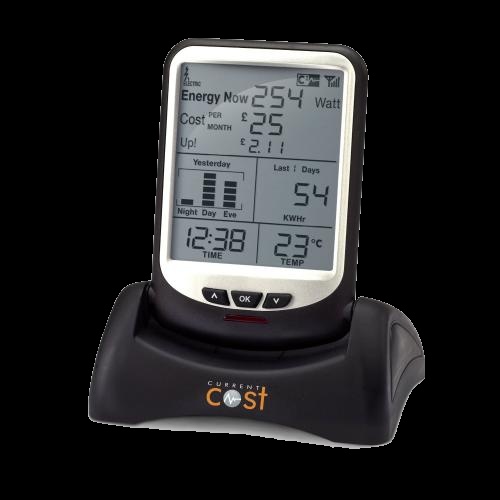 ELECTRIC
Energy Now 254 Watt
Cost PER MONTH £ 25
Up! £ 2.11
Yesterday
Night Day Eve
Last 1 Days
54
KWHr
12:38
TIME
23 °C
TEMP
OK
CURRENT
cost